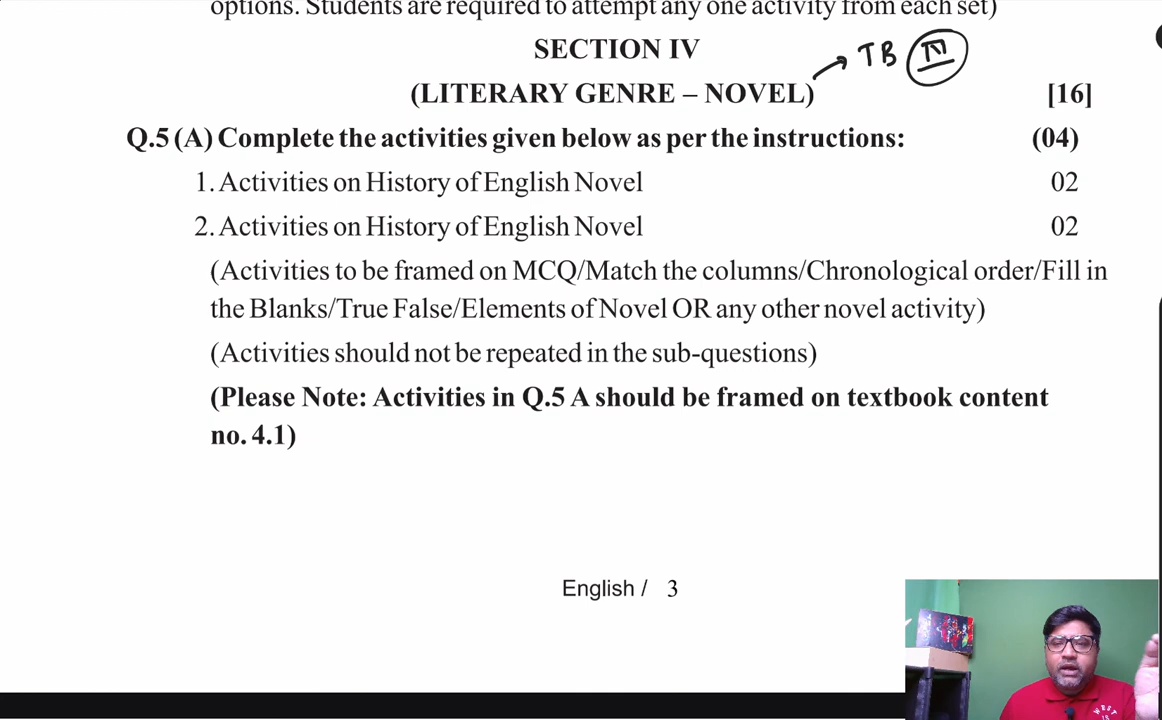 options. Students are required to attempt any one activity from each set)
SECTION IV
TB IV
(LITERARY GENRE – NOVEL) [16]
Q.5 (A) Complete the activities given below as per the instructions: (04)
1. Activities on History of English Novel 02
2. Activities on History of English Novel 02
(Activities to be framed on MCQ/Match the columns/Chronological order/Fill in
the Blanks/True False/Elements of Novel OR any other novel activity)
(Activities should not be repeated in the sub-questions)
(Please Note: Activities in Q.5 A should be framed on textbook content
no. 4.1)
English / 3